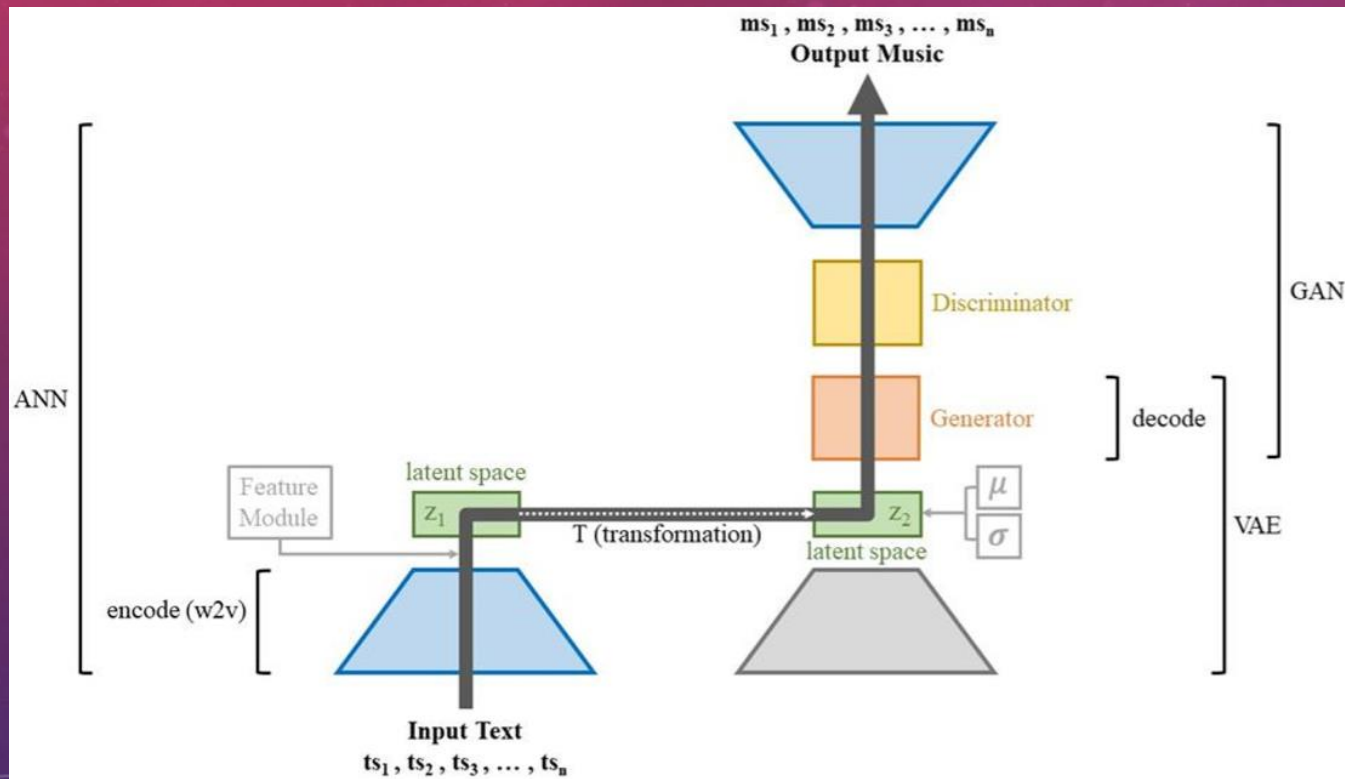 ms₁ , ms₂ , ms₃ , … , msₙ
Output Music
Discriminator
GAN
ANN
Generator
decode
latent space
Feature
Module
z₁
T (transformation)
z₂
latent space
μ
σ
VAE
encode (w2v)
Input Text
ts₁ , ts₂ , ts₃ , … , tsₙ